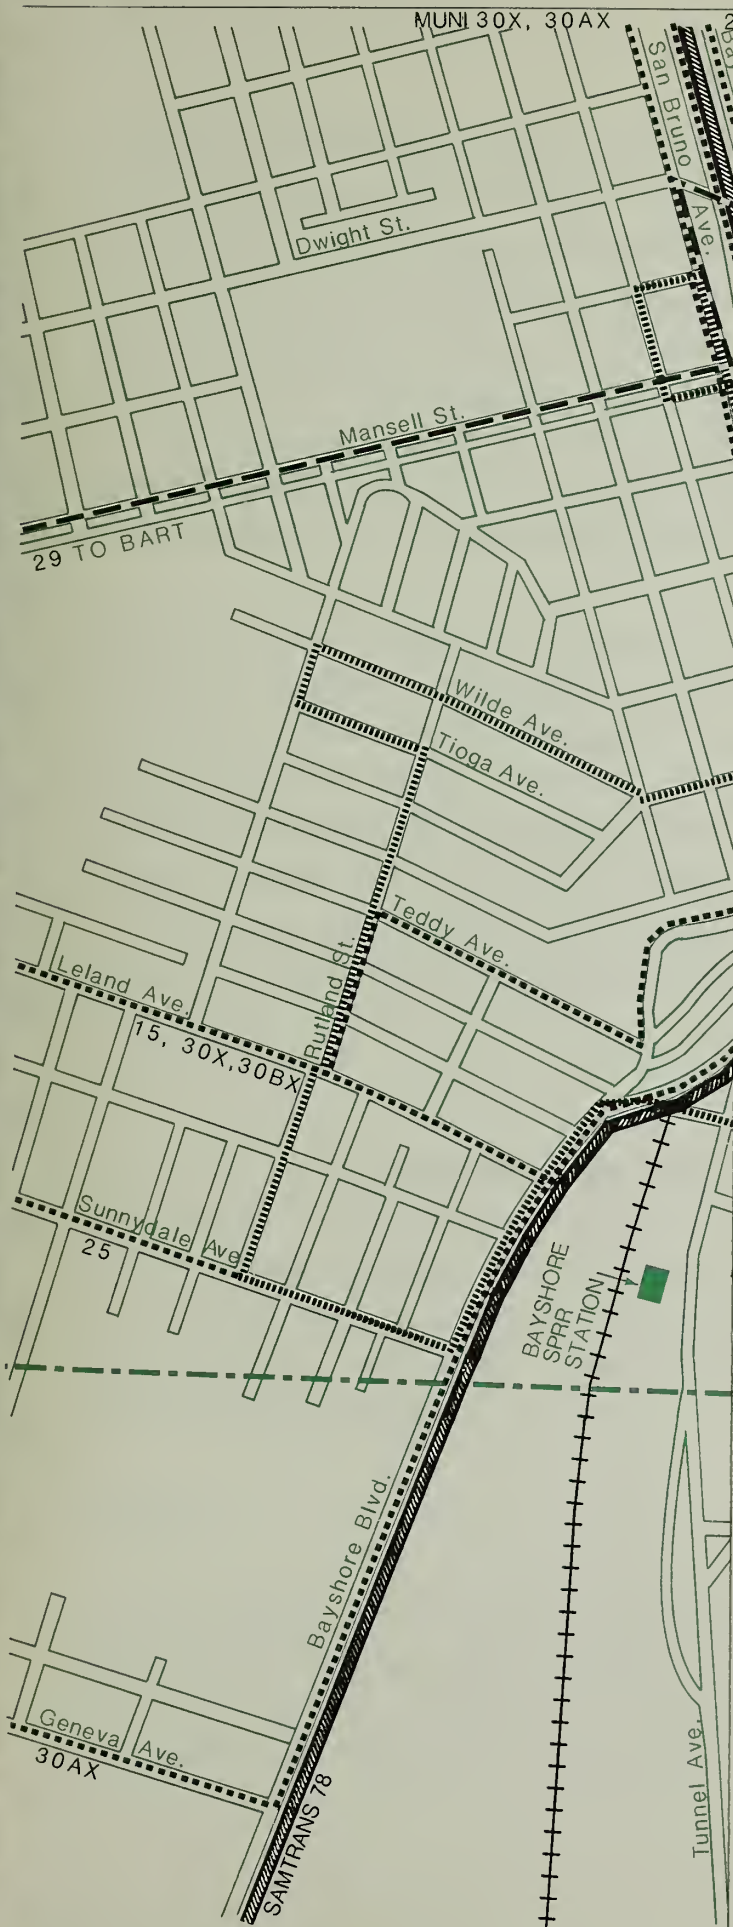 MUNI 30X, 30AX
2
San Bruno Ave.
Dwight St.
Mansell St.
29 TO BART
Wilde Ave.
Tioga Ave.
Teddy Ave.
Rutland St.
Leland Ave.
15, 30X,30BX
Sunnydale Ave
25
BAYSHORE
SPRR
STATION
Bayshore Blvd.
Geneva Ave.
30AX
SAMTRANS 78
Tunnel Ave.